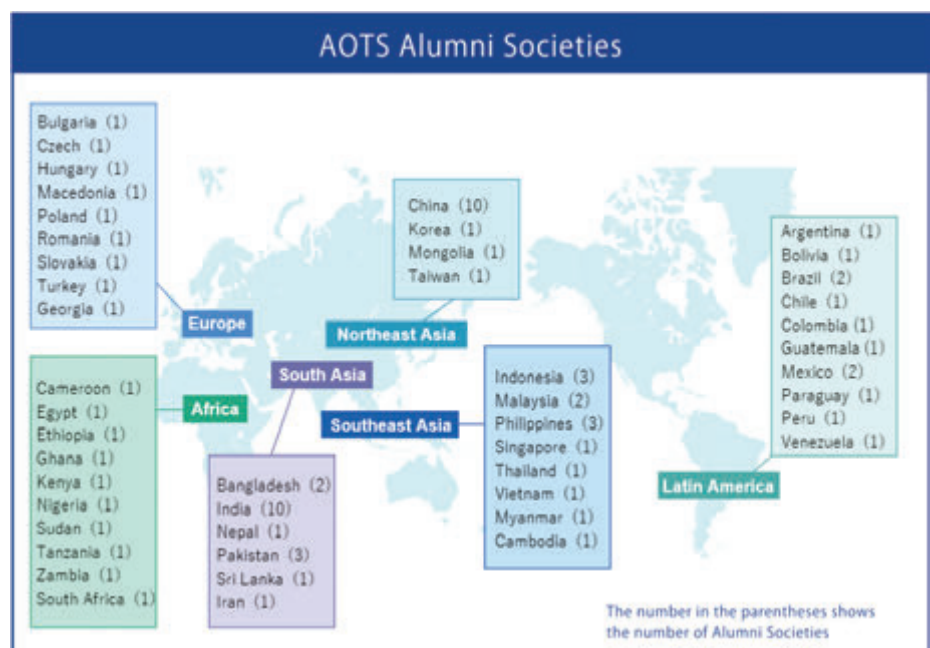 AOTS Alumni Societies
Bulgaria (1)
Czech (1)
Hungary (1)
Macedonia (1)
Poland (1)
Romania (1)
Slovakia (1)
Turkey (1)
Georgia (1)
Europe
China (10)
Korea (1)
Mongolia (1)
Taiwan (1)
Northeast Asia
Argentina (1)
Bolivia (1)
Brazil (2)
Chile (1)
Colombia (1)
Guatemala (1)
Mexico (2)
Paraguay (1)
Peru (1)
Venezuela (1)
Latin America
Cameroon (1)
Egypt (1)
Ethiopia (1)
Ghana (1)
Kenya (1)
Nigeria (1)
Sudan (1)
Tanzania (1)
Zambia (1)
South Africa (1)
Africa
South Asia
Bangladesh (2)
India (10)
Nepal (1)
Pakistan (3)
Sri Lanka (1)
Iran (1)
Southeast Asia
Indonesia (3)
Malaysia (2)
Philippines (3)
Singapore (1)
Thailand (1)
Vietnam (1)
Myanmar (1)
Cambodia (1)
The number in the parentheses shows
the number of Alumni Societies